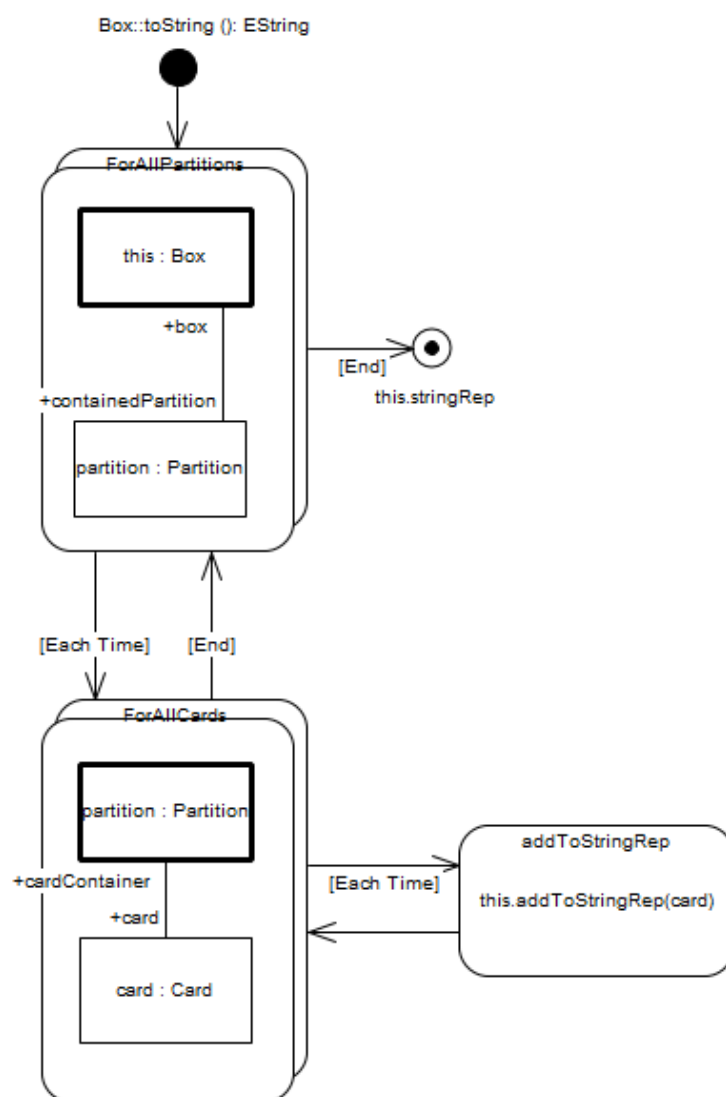 Box::toString (): EString
ForAllPartitions
this : Box
+box
[End]
this.stringRep
+containedPartition
partition : Partition
[Each Time]
[End]
ForAllCards
partition : Partition
+cardContainer
+card
card : Card
[Each Time]
addToStringRep
this.addToStringRep(card)